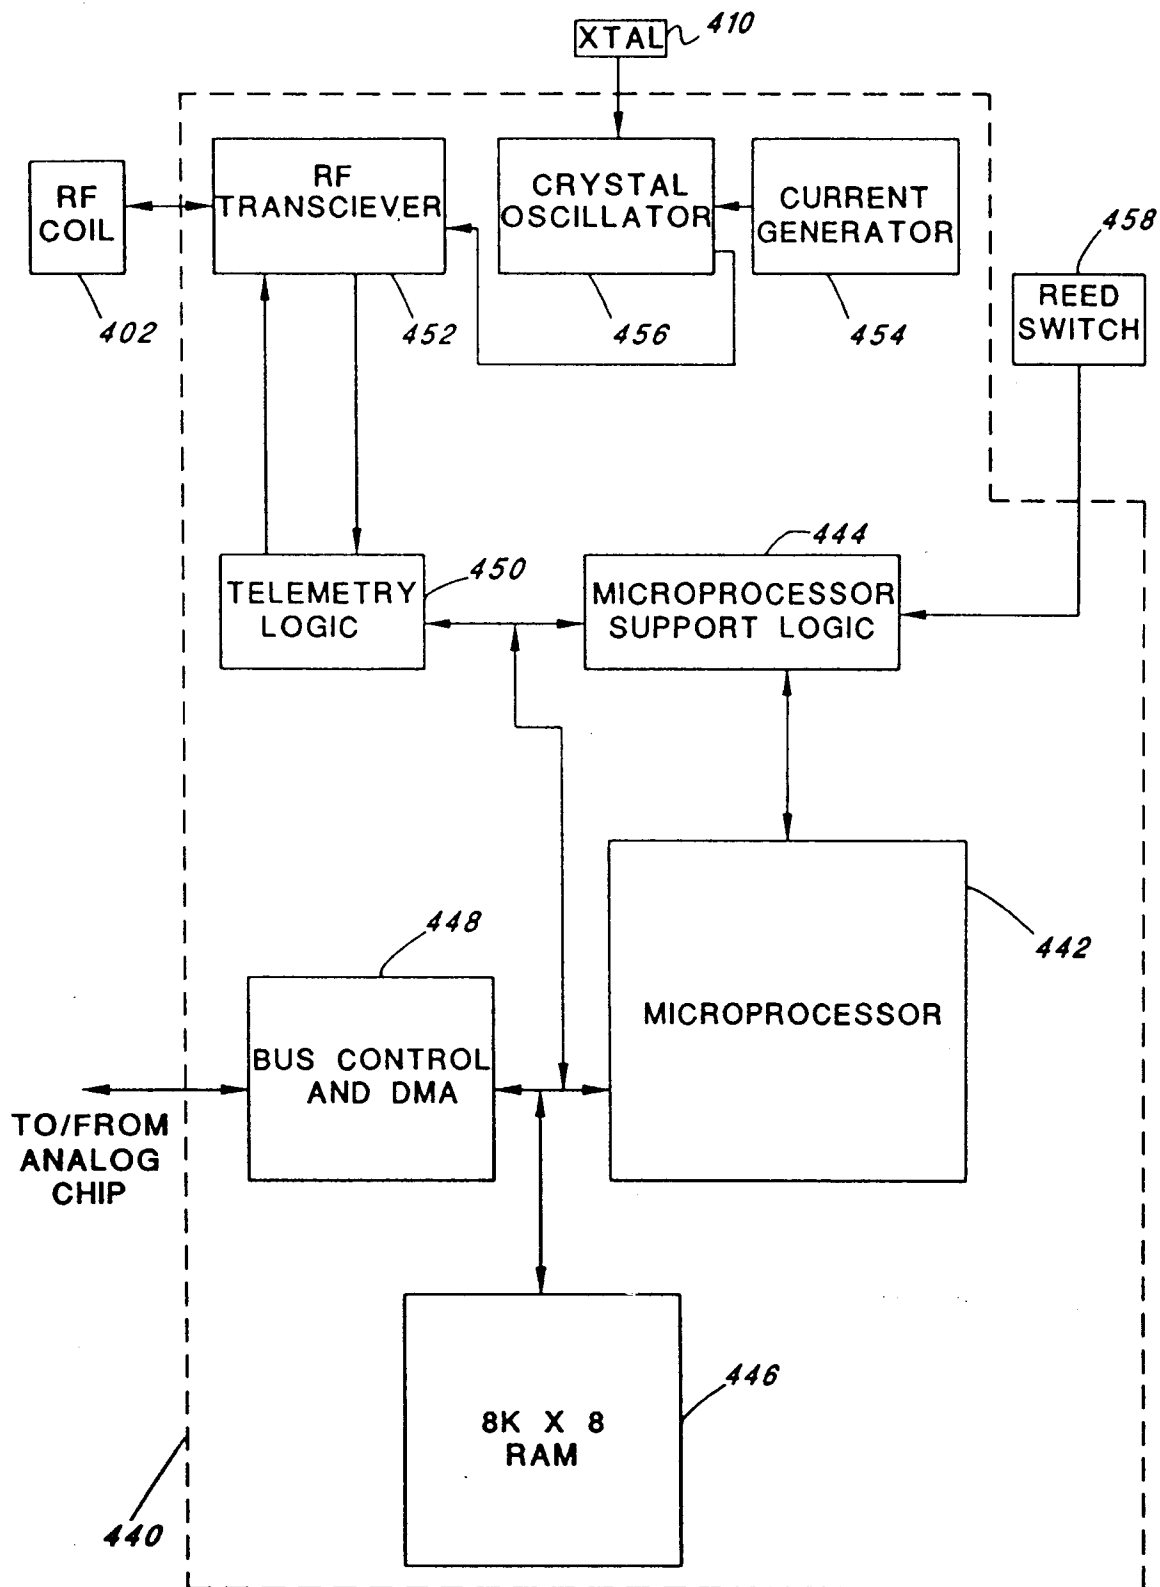 XTAL 410
RF
TRANSCIEVER
CRYSTAL
OSCILLATOR
CURRENT
GENERATOR
RF
COIL
458
REED
SWITCH
402
452
456
454
444
450
TELEMETRY
LOGIC
MICROPROCESSOR
SUPPORT LOGIC
448
442
MICROPROCESSOR
BUS CONTROL
AND DMA
TO/FROM
ANALOG
CHIP
446
8K X 8
RAM
440